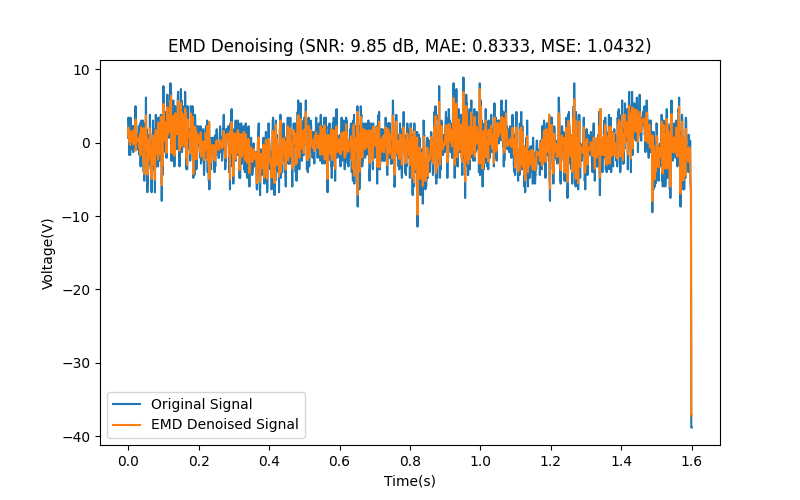 EMD Denoising (SNR: 9.85 dB, MAE: 0.8333, MSE: 1.0432)
10
0
−10
−20
−30
−40
Voltage(V)
Original Signal
EMD Denoised Signal
0.0 0.2 0.4 0.6 0.8 1.0 1.2 1.4 1.6
Time(s)